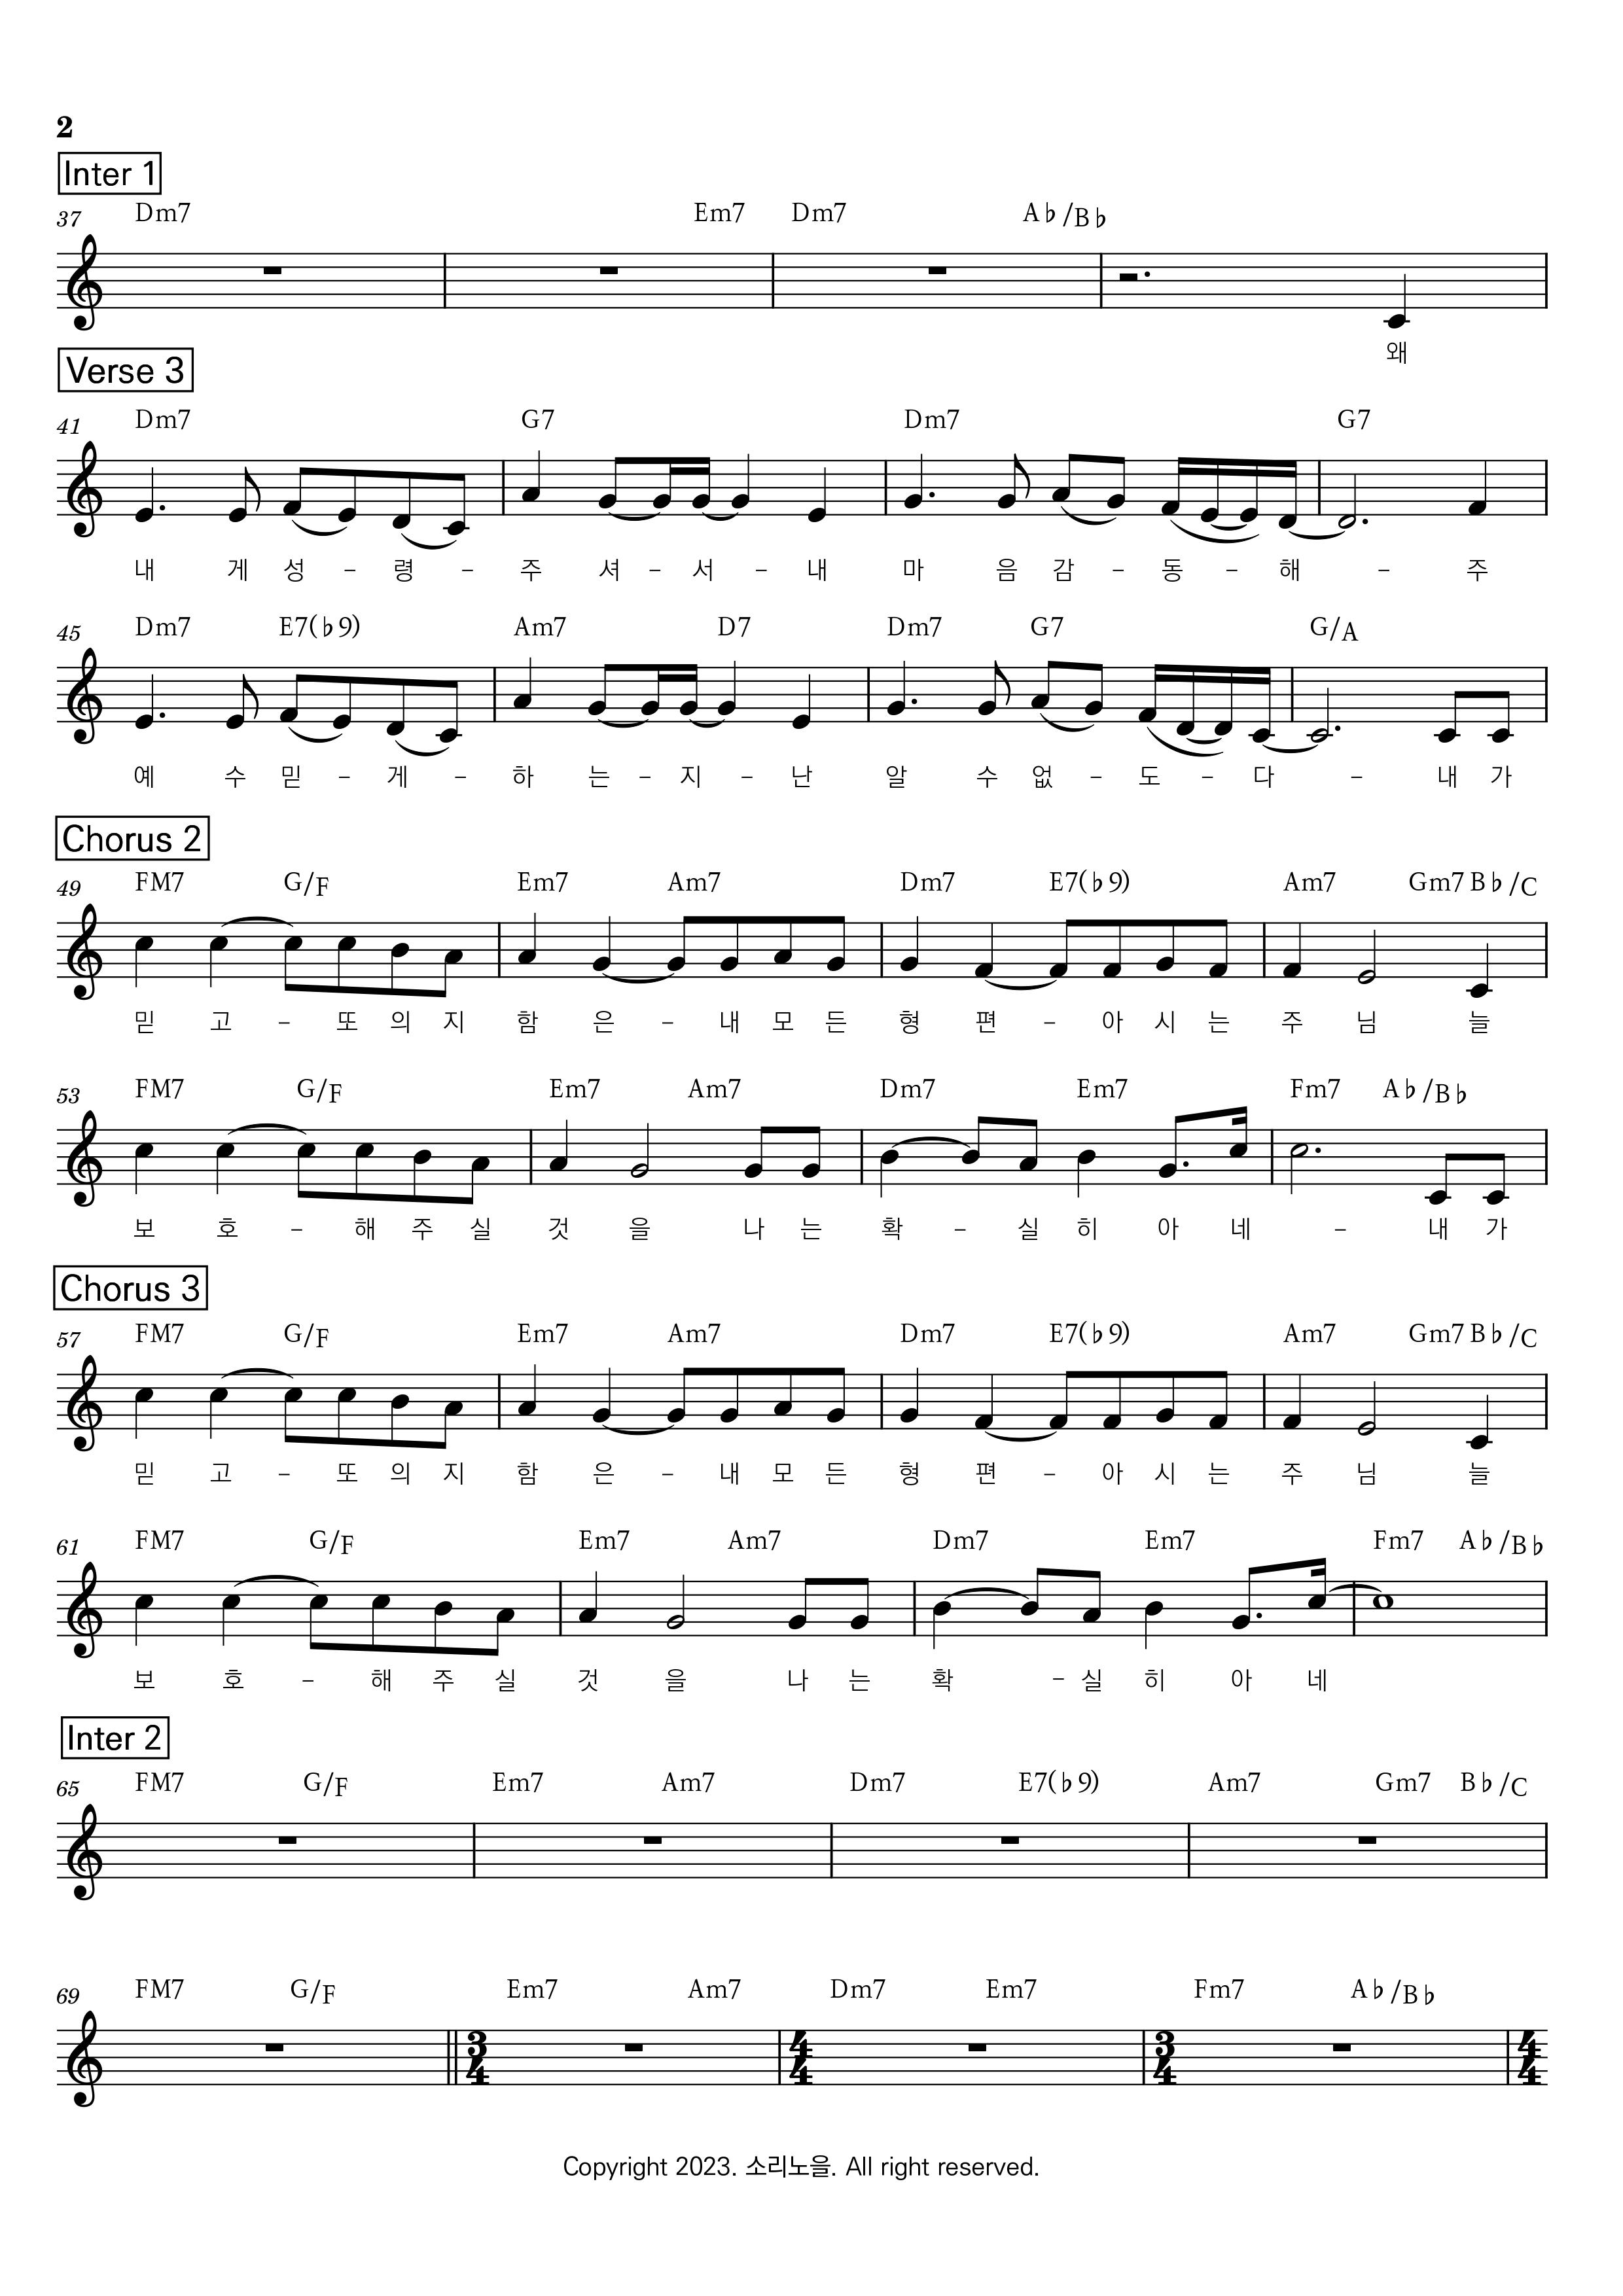 2
Inter 1
37 Dm7 Em7 Dm7 A♭/B♭
왜
Verse 3
41 Dm7 G7 Dm7 G7
내 게 성 - 령 - 주 셔 - 서 - 내 마 음 감 - 동 - 해 - 주
45 Dm7 E7(♭9) Am7 D7 Dm7 G7 G/A
예 수 믿 - 게 - 하 는 - 지 - 난 알 수 없 - 도 - 다 - 내 가
Chorus 2
49 FM7 G/F Em7 Am7 Dm7 E7(♭9) Am7 Gm7 B♭/C
믿 고 - 또 의 지 함 은 - 내 모 든 형 편 - 아 시 는 주 님 늘
53 FM7 G/F Em7 Am7 Dm7 Em7 Fm7 A♭/B♭
보 호 - 해 주 실 것 을 나 는 확 - 실 히 아 네 - 내 가
Chorus 3
57 FM7 G/F Em7 Am7 Dm7 E7(♭9) Am7 Gm7 B♭/C
믿 고 - 또 의 지 함 은 - 내 모 든 형 편 - 아 시 는 주 님 늘
61 FM7 G/F Em7 Am7 Dm7 Em7 Fm7 A♭/B♭
보 호 - 해 주 실 것 을 나 는 확 - 실 히 아 네
Inter 2
65 FM7 G/F Em7 Am7 Dm7 E7(♭9) Am7 Gm7 B♭/C
69 FM7 G/F Em7 Am7 Dm7 Em7 Fm7 A♭/B♭
3/4 4/4 3/4 4/4
Copyright 2023. 소리노을. All right reserved.